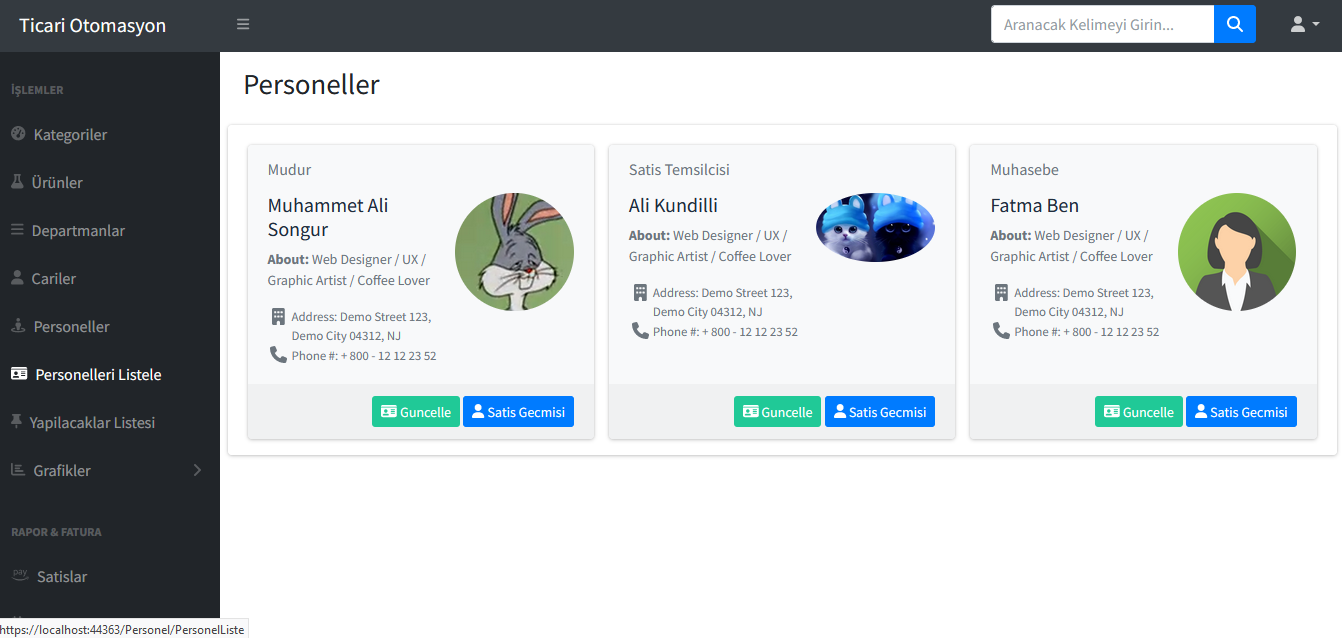 Ticari Otomasyon
Aranacak Kelimeyi Girin...
İŞLEMLER
Kategoriler
Ürünler
Departmanlar
Cariler
Personeller
Personelleri Listele
Yapilacaklar Listesi
Grafikler
RAPOR & FATURA
pay
Satislar
Personeller
Mudur
Muhammet Ali
Songur
About: Web Designer / UX /
Graphic Artist / Coffee Lover
Address: Demo Street 123,
Demo City 04312, NJ
Phone #: + 800 - 12 12 23 52
Guncelle
Satis Gecmisi
Satis Temsilcisi
Ali Kundilli
About: Web Designer / UX /
Graphic Artist / Coffee Lover
Address: Demo Street 123,
Demo City 04312, NJ
Phone #: + 800 - 12 12 23 52
Guncelle
Satis Gecmisi
Muhasebe
Fatma Ben
About: Web Designer / UX /
Graphic Artist / Coffee Lover
Address: Demo Street 123,
Demo City 04312, NJ
Phone #: + 800 - 12 12 23 52
Guncelle
Satis Gecmisi
https://localhost:44363/Personel/PersonelListe